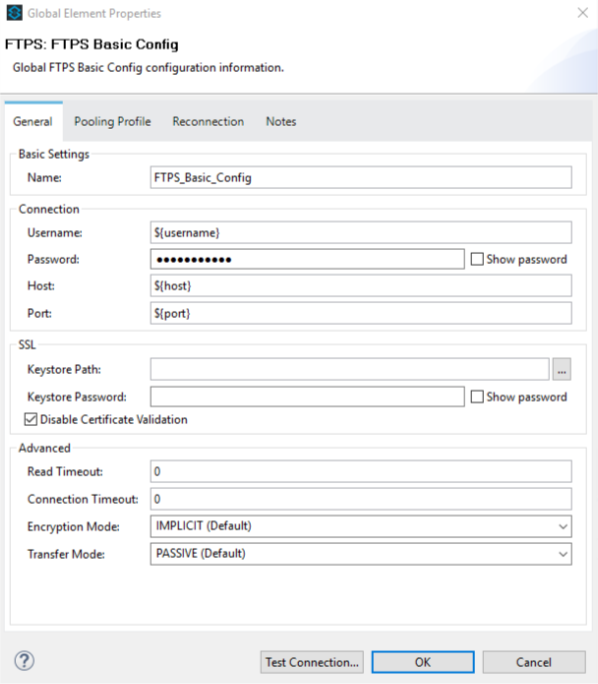 Global Element Properties
FTPS: FTPS Basic Config
Global FTPS Basic Config configuration information.
General Pooling Profile Reconnection Notes
Basic Settings
Name: FTPS_Basic_Config
Connection
Username: ${username}
Password: ●●●●●●●●●●● Show password
Host: ${host}
Port: ${port}
SSL
Keystore Path: ...
Keystore Password: Show password
Disable Certificate Validation
Advanced
Read Timeout: 0
Connection Timeout: 0
Encryption Mode: IMPLICIT (Default)
Transfer Mode: PASSIVE (Default)
? Test Connection... OK Cancel